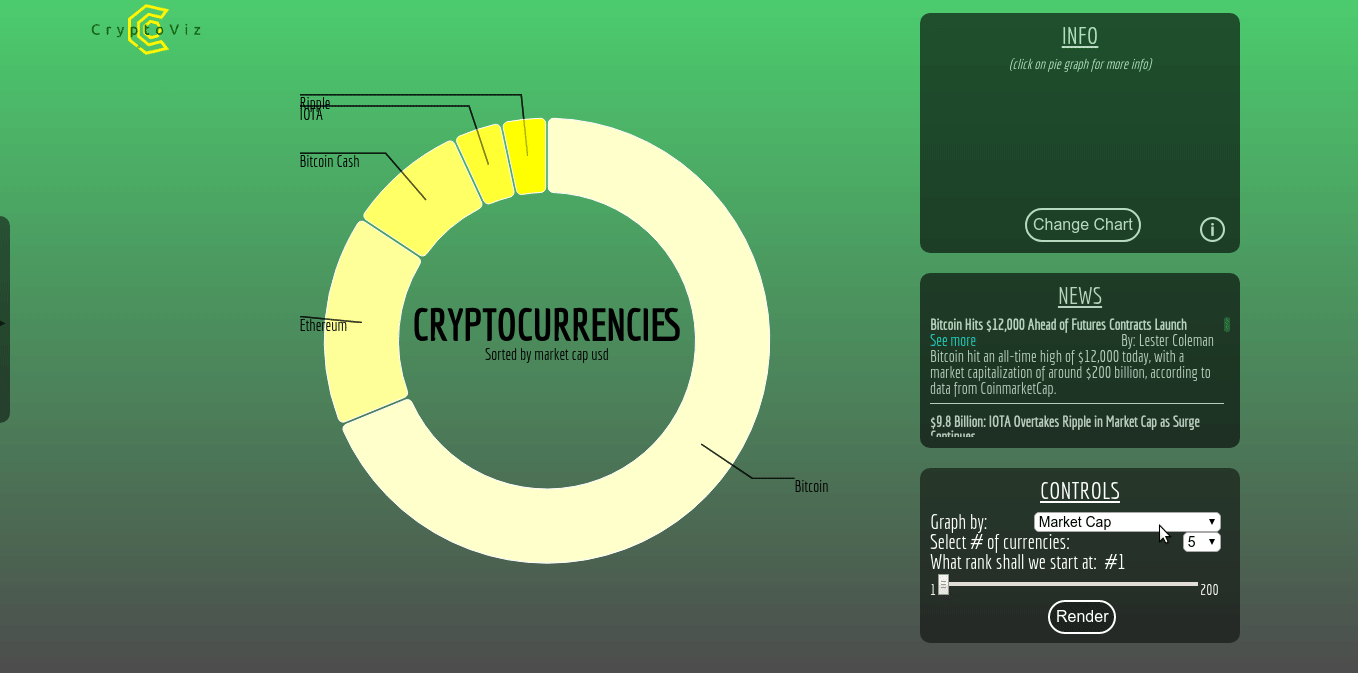 CryptoViz
Ripple
IOTA
Bitcoin Cash
Ethereum
CRYPTOCURRENCIES
Sorted by market cap usd
Bitcoin
INFO
(click on pie graph for more info)
Change Chart
i
NEWS
Bitcoin Hits $12,000 Ahead of Futures Contracts Launch
See more By: Lester Coleman
Bitcoin hit an all-time high of $12,000 today, with a
market capitalization of around $200 billion, according to
data from CoinmarketCap.
$9.8 Billion: IOTA Overtakes Ripple in Market Cap as Surge
Continues
CONTROLS
Graph by: Market Cap
Select # of currencies: 5
What rank shall we start at: #1
1 200
Render